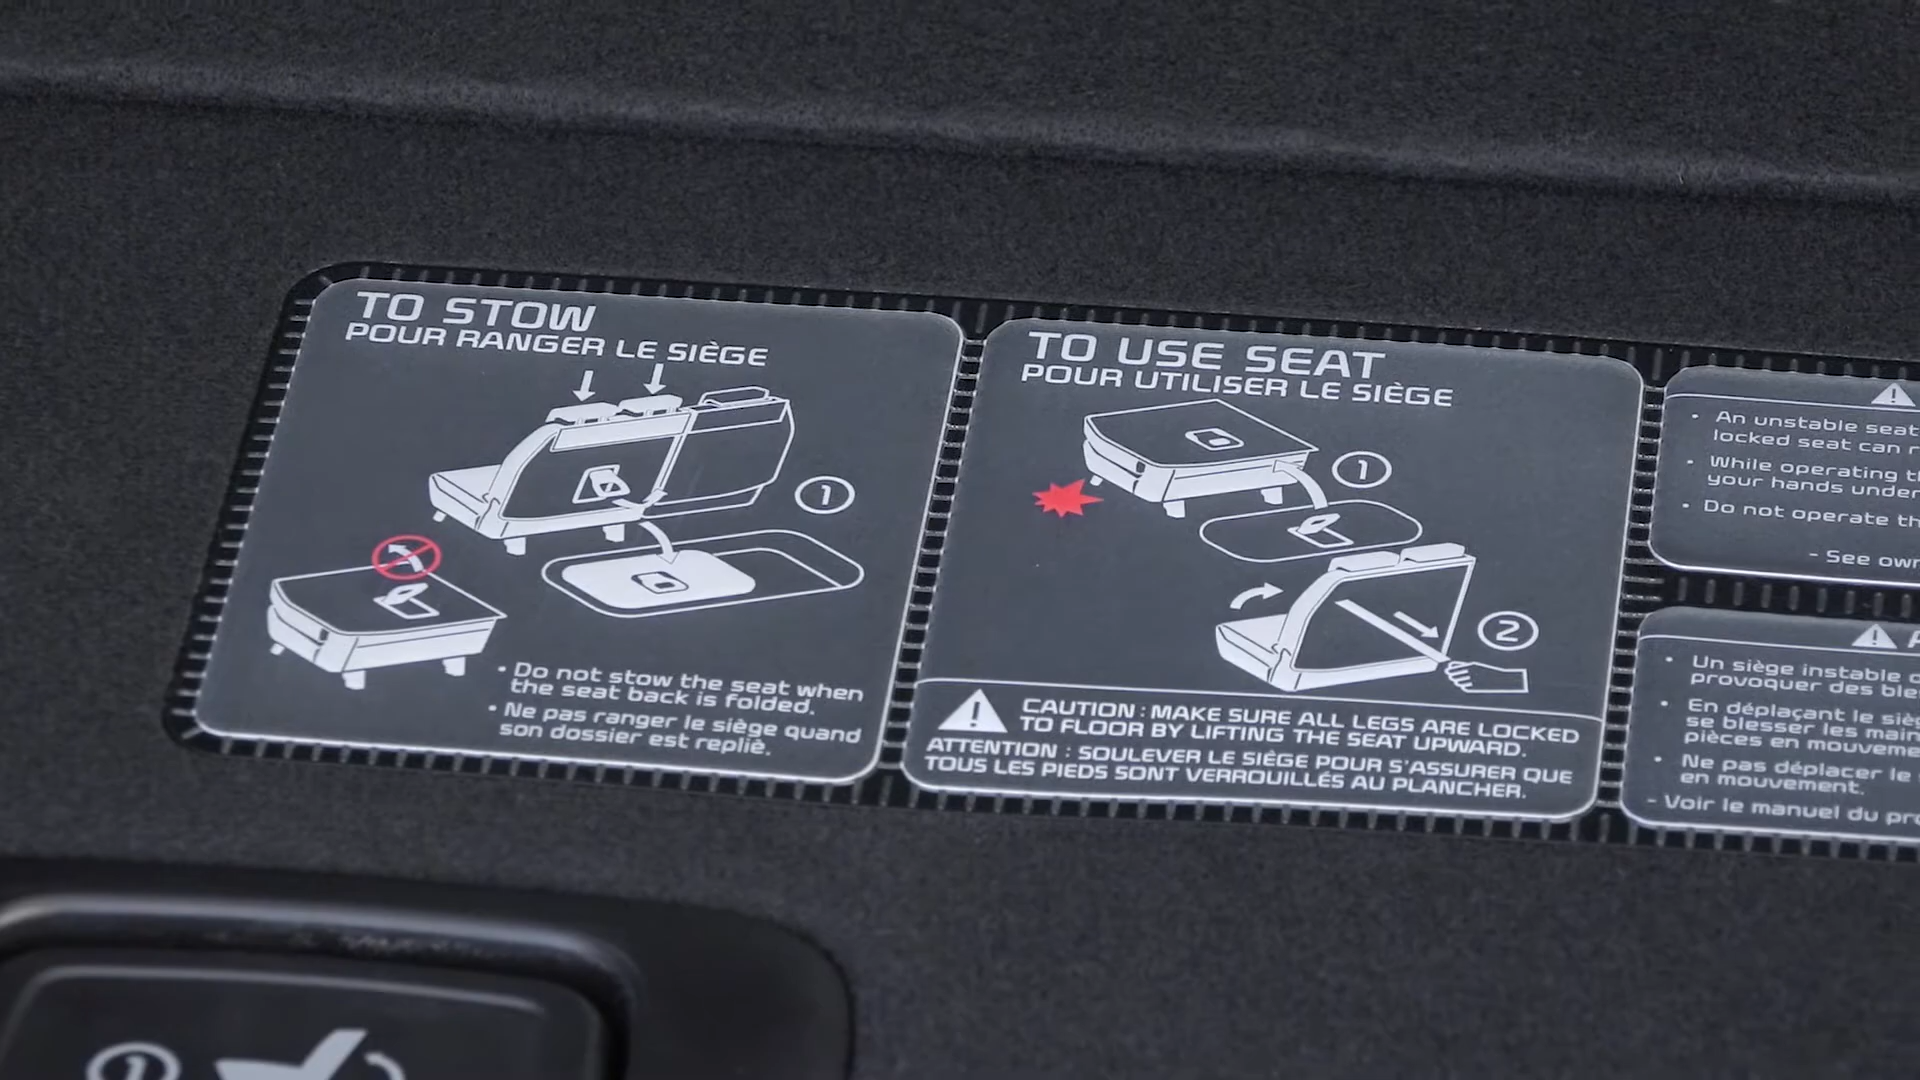 TO STOW
POUR RANGER LE SIÈGE
1
• Do not stow the seat when
the seat back is folded.
• Ne pas ranger le siège quand
son dossier est repliè.
TO USE SEAT
POUR UTILISER LE SIÈGE
1
2
CAUTION : MAKE SURE ALL LEGS ARE LOCKED
TO FLOOR BY LIFTING THE SEAT UPWARD.
ATTENTION : SOULEVER LE SIÈGE POUR S'ASSURER QUE
TOUS LES PIEDS SONT VERROUILLÉS AU PLANCHER.
• An unstable seat
locked seat can
• While operating
your hands under
• Do not operate
- See
• Un siège instable
provoquer des
• En déplaçant le
se blesser les
pièces en
• Ne pas déplacer le
en mouvement.
- Voir le manuel du
1